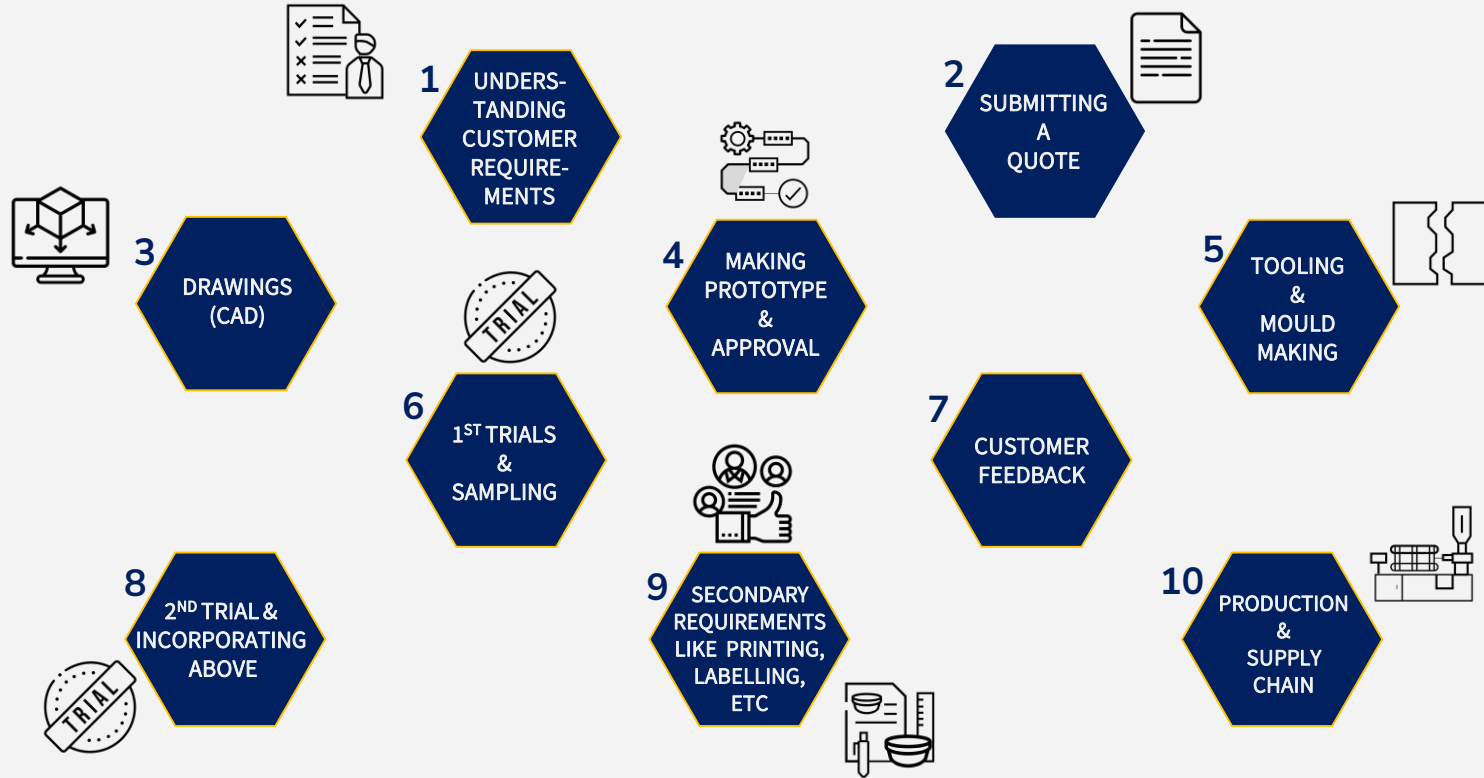 1
UNDERS-
TANDING
CUSTOMER
REQUIRE-
MENTS
2
SUBMITTING
A
QUOTE
3
DRAWINGS
(CAD)
4
MAKING
PROTOTYPE
&
APPROVAL
5
TOOLING
&
MOULD
MAKING
TRIAL
6
1ST TRIALS
&
SAMPLING
7
CUSTOMER
FEEDBACK
8
2ND TRIAL &
INCORPORATING
ABOVE
TRIAL
9
SECONDARY
REQUIREMENTS
LIKE PRINTING,
LABELLING,
ETC
10
PRODUCTION
&
SUPPLY
CHAIN